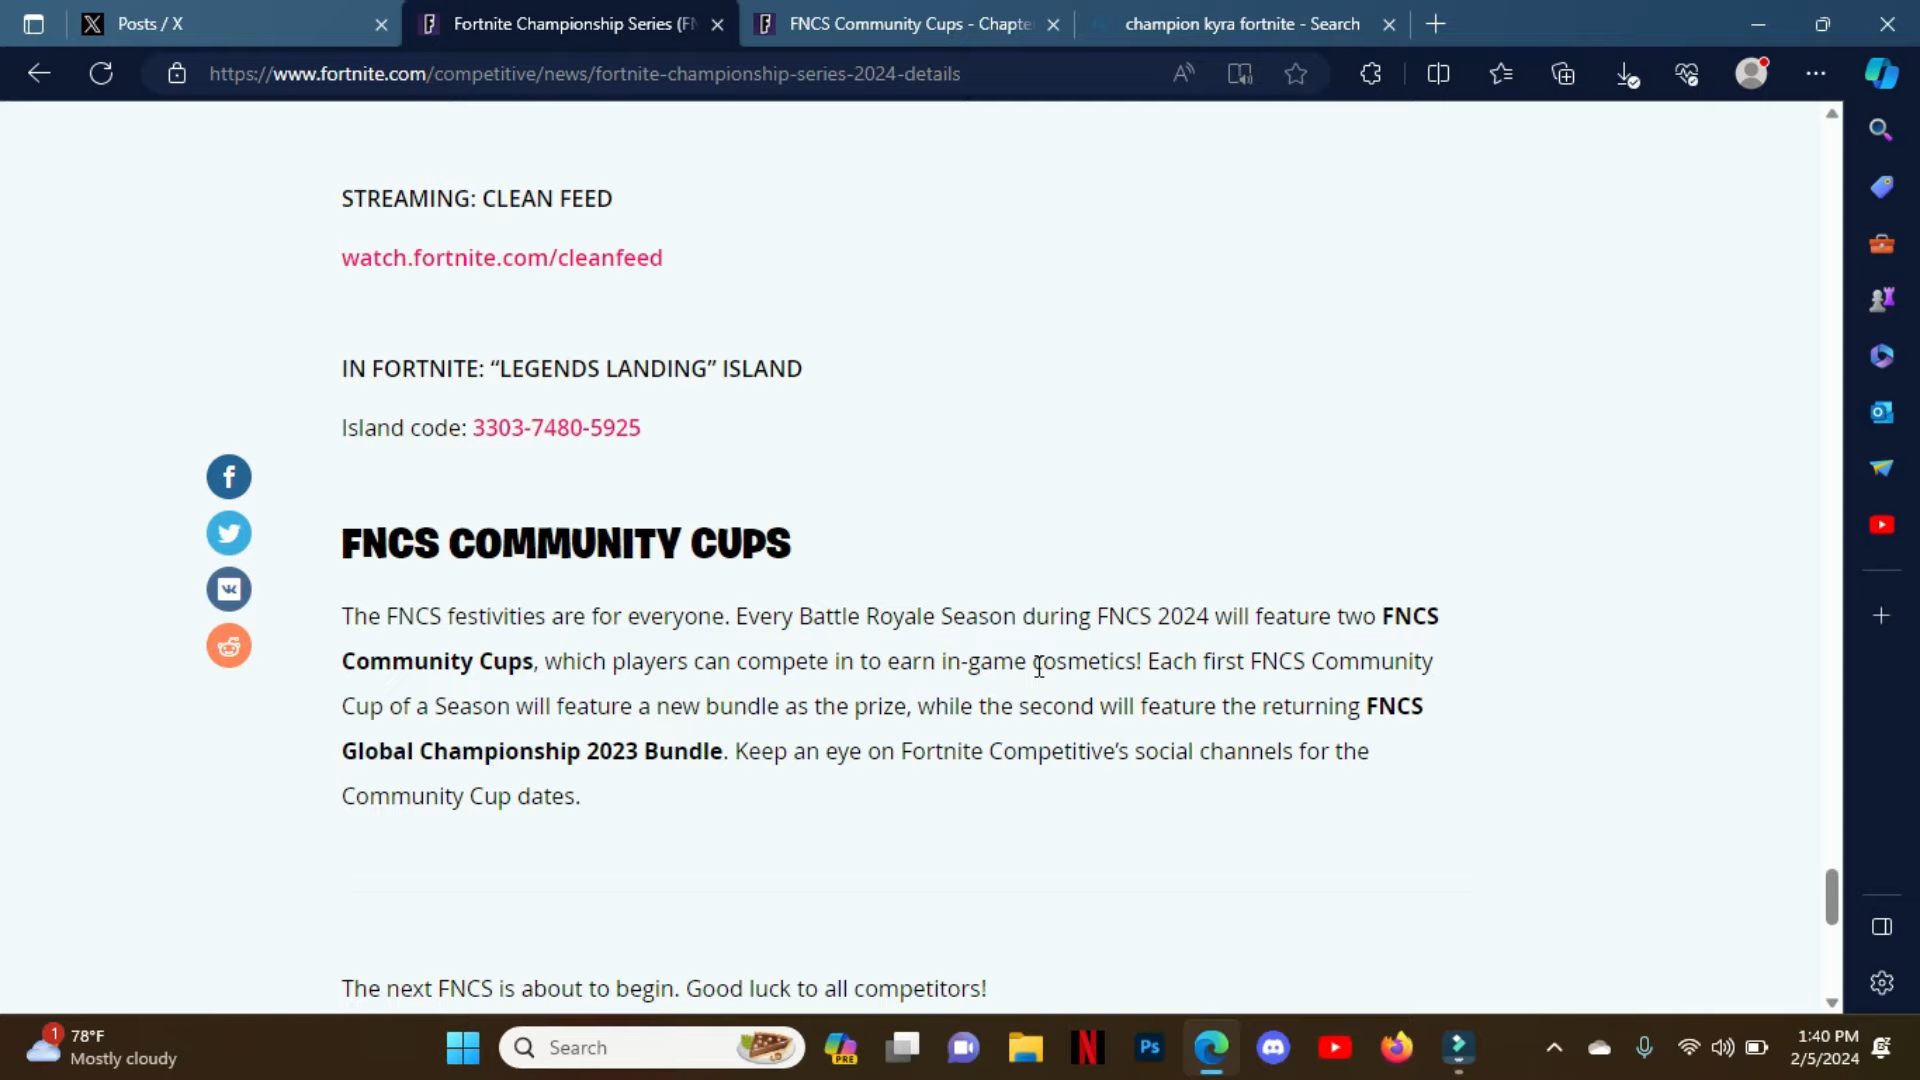 Posts / X
Fortnite Championship Series (FN
FNCS Community Cups - Chapte
champion kyra fortnite - Search
https://www.fortnite.com/competitive/news/fortnite-championship-series-2024-details
STREAMING: CLEAN FEED
watch.fortnite.com/cleanfeed
IN FORTNITE: “LEGENDS LANDING” ISLAND
Island code: 3303-7480-5925
FNCS COMMUNITY CUPS
The FNCS festivities are for everyone. Every Battle Royale Season during FNCS 2024 will feature two FNCS
Community Cups, which players can compete in to earn in-game cosmetics! Each first FNCS Community
Cup of a Season will feature a new bundle as the prize, while the second will feature the returning FNCS
Global Championship 2023 Bundle. Keep an eye on Fortnite Competitive’s social channels for the
Community Cup dates.
The next FNCS is about to begin. Good luck to all competitors!
1
78°F
Mostly cloudy
Search
PRE
Ps
1:40 PM
2/5/2024